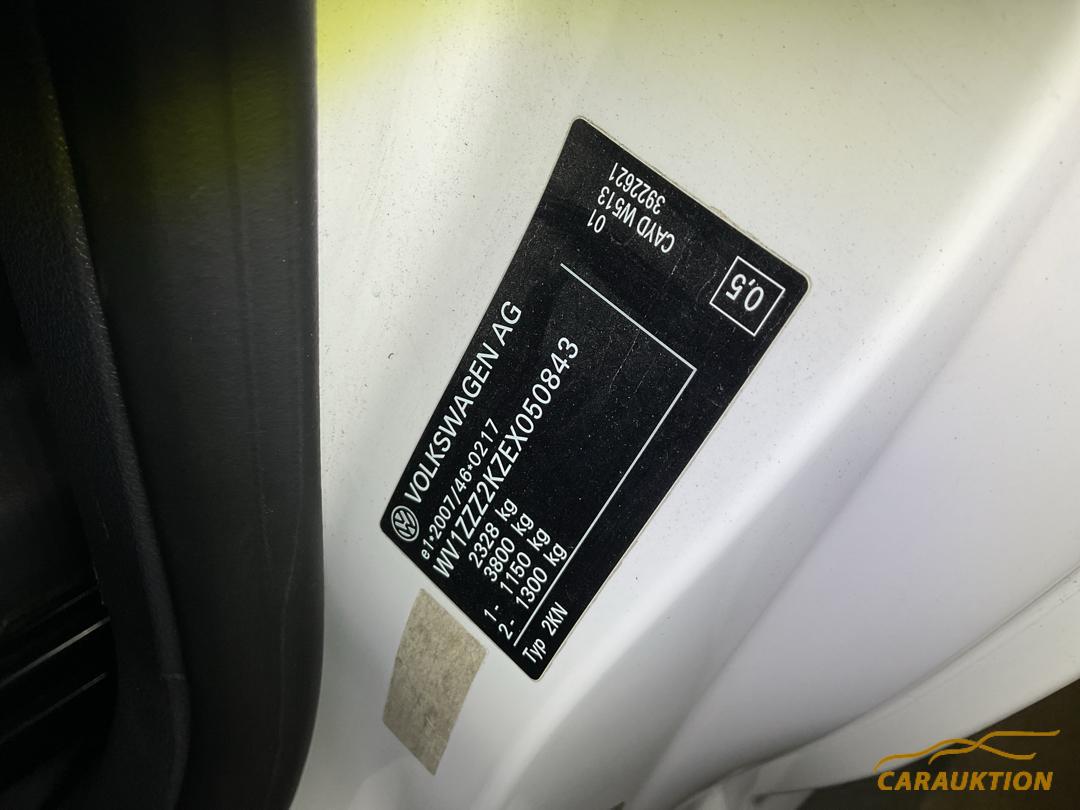 VOLKSWAGEN AG
e1*2007/46*0217
WV1ZZZ2KZEX050843
2328 kg
3800 kg
1- 1150 kg
2- 1300 kg
Typ 2KN
01
CAYD W513
3922621
0,5
CARAUKTION